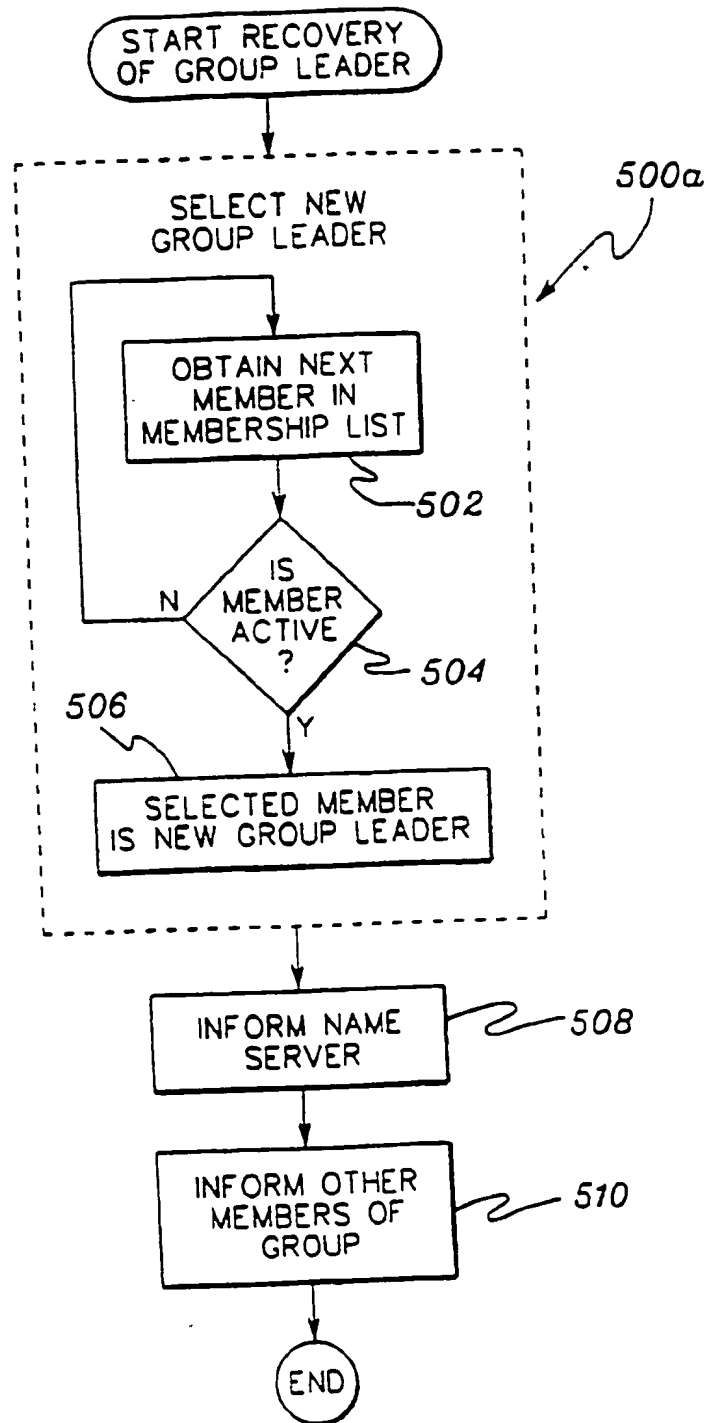 START RECOVERY
OF GROUP LEADER
500a
SELECT NEW
GROUP LEADER
OBTAIN NEXT
MEMBER IN
MEMBERSHIP LIST
502
IS
MEMBER
ACTIVE
?
N
504
Y
506
SELECTED MEMBER
IS NEW GROUP LEADER
INFORM NAME
SERVER
508
INFORM OTHER
MEMBERS OF
GROUP
510
END